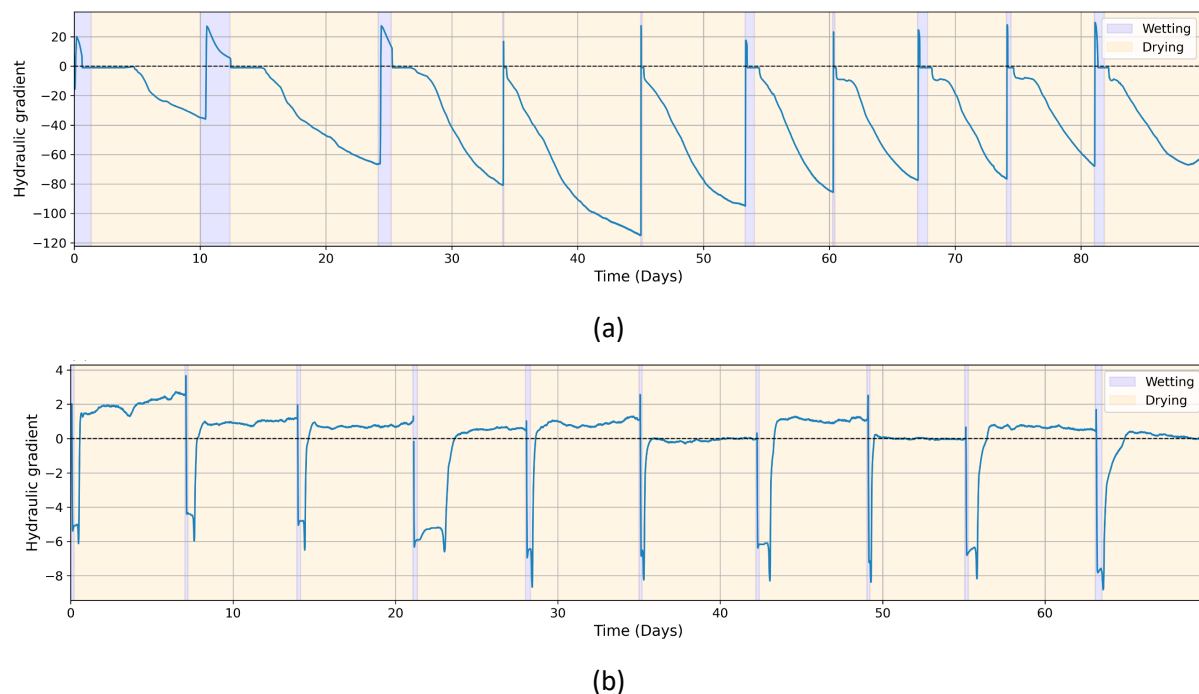 20
0
−20
−40
−60
−80
−100
−120
Hydraulic gradient
Wetting
Drying
0 10 20 30 40 50 60 70 80
Time (Days)
(a)
4
2
0
−2
−4
−6
−8
Hydraulic gradient
Wetting
Drying
0 10 20 30 40 50 60
Time (Days)
(b)